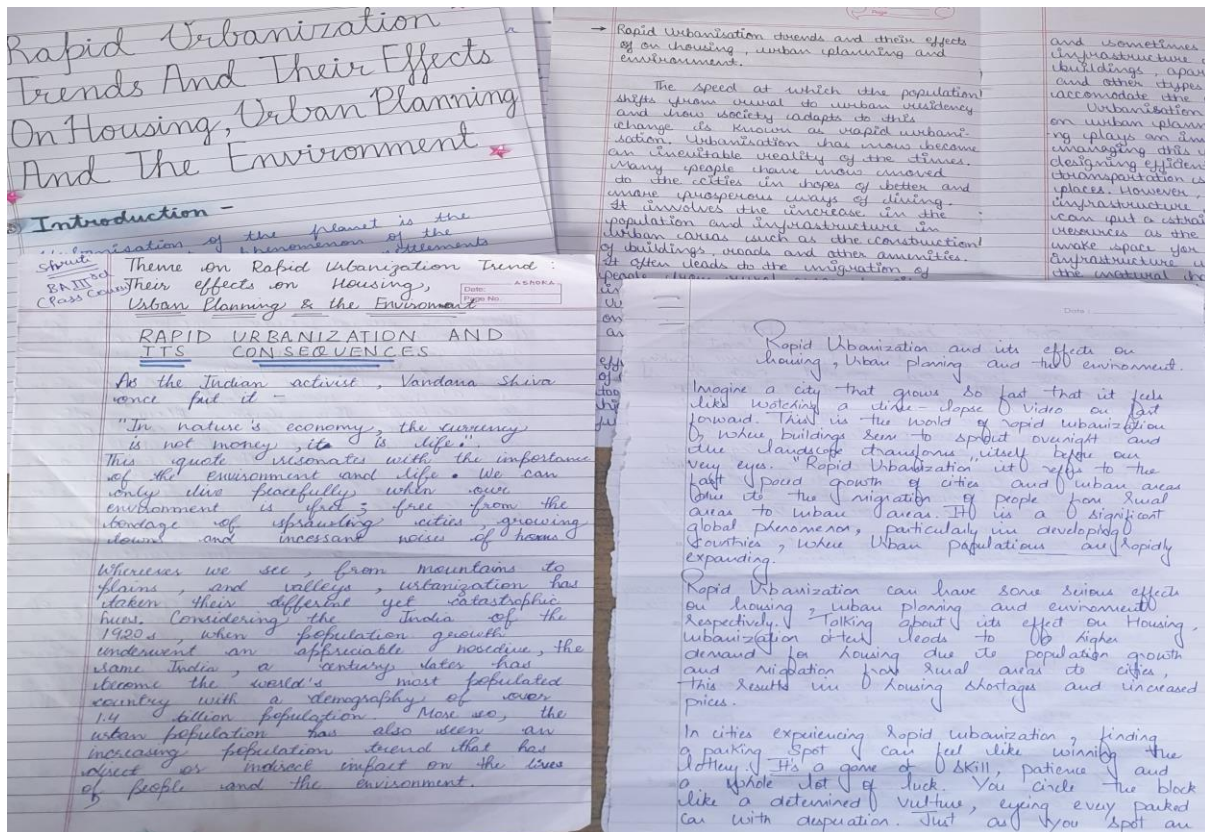 Rapid Urbanization
Trends And Their Effects
On Housing, Urban Planning
And The Environment
Introduction -
of the planet is the
phenomenon of the
Page
→ Rapid Urbanisation trends and their effects
of on housing, urban planning and
environment.
The speed at which the population
shifts from rural to urban residency
and how society adapts to this
change is known as rapid urbani-
sation. Urbanisation has now become
an inevitable reality of the times.
Many people have now moved
to the cities in hopes of better and
more prosperous ways of living.
It involves the increase in the
population and infrastructure in
urban areas such as the construction
of buildings, roads and other amenities.
It often leads to the migration of
and sometimes
infrastructure
buildings, apar
and other types
accomodate the
Urbanisation
on urban plann
ng plays an im
managing this
designing efficien
transportation is
places. However
infrastructure
can put a strai
resources as the
make space for
infrastructure
the natural
Shruti
BA III Sd
Class
Theme on Rapid Urbanization Trend :
Their effects on Housing,
Urban Planning & the Enviroment
ASHOKA
Date:
Page No.
RAPID URBANIZATION AND
ITS CONSEQUENCES
As the Indian activist, Vandana Shiva
once put it -
"In nature's economy, the currency
is not money, it is life".
This quote resonates with the importance
of the environment and life. We can
only live peacefully when our
environment is free; free from the
bondage of sprawling cities, growing
towns and incessant noises of horns
Wherever we see, from mountains to
plains, and valleys, urbanization has
taken their different yet catastrophic
hues. Considering the India of the
1920s, when population growth
underwent an appreciable nosedive, the
same India, a century later has
become the world's most populated
country with a demography of over
1.4 billion population. More so, the
urban population has also seen an
increasing population trend that has
direct or indirect impact on the lives
of people and the environment.
Date :
Rapid Urbanization and its effects on
housing, Urban planing and the environment.
Imagine a city that grows so fast that it feels
like watching a time-lapse video on fast
forward. This is the world of rapid urbanization
where buildings seem to sprout overnight and
the landscape transforms itself before our
very eyes. "Rapid Urbanization it refers to the
fast paced growth of cities and urban areas
due to the migration of people from rural
areas to urban areas. It is a significant
global phenomenon, particularly in developing
countries, where Urban populations are rapidly
expanding.
Rapid Urbanization can have some serious effects
on housing, urban planing and environment
respectively. Talking about its effect on Housing,
urbanization often leads to higher
demand for housing due to population growth
and migration from rural areas to cities,
This results in housing shortages and increased
prices.
In cities experiencing rapid urbanization, finding
a parking spot can feel like winning the
lottery. It's a game of skill, patience and
a whole lot of luck. You circle the block
like a determined vulture, eyeing every parked
car with desperation. Just as you spot an